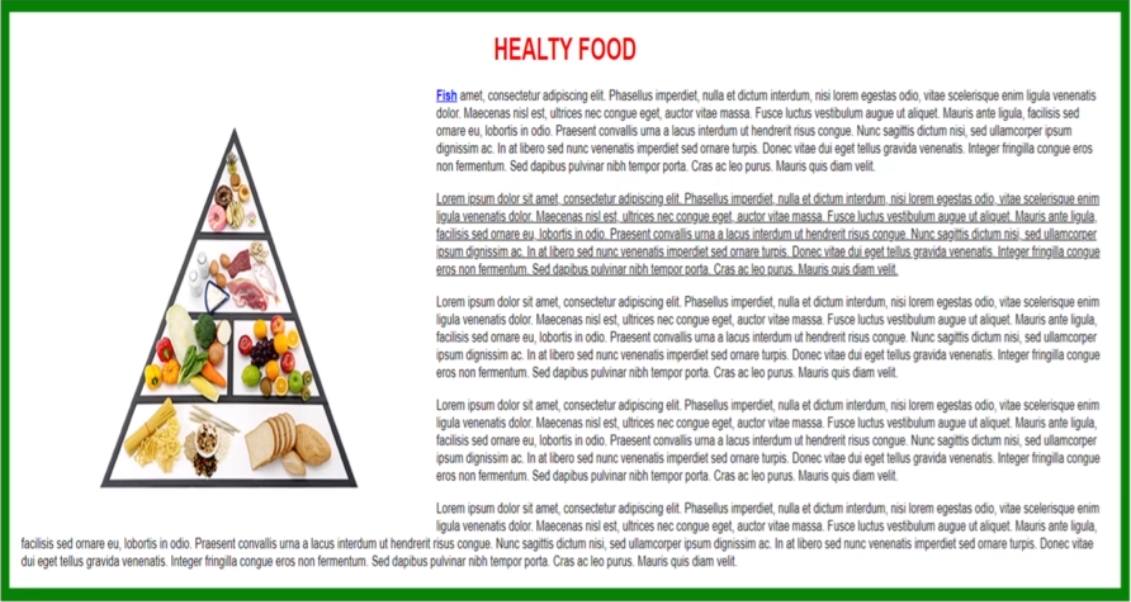 HEALTY FOOD
Fish amet, consectetur adipiscing elit. Phasellus imperdiet, nulla et dictum interdum, nisi lorem egestas odio, vitae scelerisque enim ligula venenatis
dolor. Maecenas nisl est, ultrices nec congue eget, auctor vitae massa. Fusce luctus vestibulum augue ut aliquet. Mauris ante ligula, facilisis sed
ornare eu, lobortis in odio. Praesent convallis urna a lacus interdum ut hendrerit risus congue. Nunc sagittis dictum nisi, sed ullamcorper ipsum
dignissim ac. In at libero sed nunc venenatis imperdiet sed ornare turpis. Donec vitae dui eget tellus gravida venenatis. Integer fringilla congue eros
non fermentum. Sed dapibus pulvinar nibh tempor porta. Cras ac leo purus. Mauris quis diam velit.
Lorem ipsum dolor sit amet, consectetur adipiscing elit. Phasellus imperdiet, nulla et dictum interdum, nisi lorem egestas odio, vitae scelerisque enim
ligula venenatis dolor. Maecenas nisl est, ultrices nec congue eget, auctor vitae massa. Fusce luctus vestibulum augue ut aliquet. Mauris ante ligula,
facilisis sed ornare eu, lobortis in odio. Praesent convallis urna a lacus interdum ut hendrerit risus congue. Nunc sagittis dictum nisi, sed ullamcorper
ipsum dignissim ac. In at libero sed nunc venenatis imperdiet sed ornare turpis. Donec vitae dui eget tellus gravida venenatis. Integer fringilla congue
eros non fermentum. Sed dapibus pulvinar nibh tempor porta. Cras ac leo purus. Mauris quis diam velit.
Lorem ipsum dolor sit amet, consectetur adipiscing elit. Phasellus imperdiet, nulla et dictum interdum, nisi lorem egestas odio, vitae scelerisque enim
ligula venenatis dolor. Maecenas nisl est, ultrices nec congue eget, auctor vitae massa. Fusce luctus vestibulum augue ut aliquet. Mauris ante ligula,
facilisis sed ornare eu, lobortis in odio. Praesent convallis urna a lacus interdum ut hendrerit risus congue. Nunc sagittis dictum nisi, sed ullamcorper
ipsum dignissim ac. In at libero sed nunc venenatis imperdiet sed ornare turpis. Donec vitae dui eget tellus gravida venenatis. Integer fringilla congue
eros non fermentum. Sed dapibus pulvinar nibh tempor porta. Cras ac leo purus. Mauris quis diam velit.
Lorem ipsum dolor sit amet, consectetur adipiscing elit. Phasellus imperdiet, nulla et dictum interdum, nisi lorem egestas odio, vitae scelerisque enim
ligula venenatis dolor. Maecenas nisl est, ultrices nec congue eget, auctor vitae massa. Fusce luctus vestibulum augue ut aliquet. Mauris ante ligula,
facilisis sed ornare eu, lobortis in odio. Praesent convallis urna a lacus interdum ut hendrerit risus congue. Nunc sagittis dictum nisi, sed ullamcorper
ipsum dignissim ac. In at libero sed nunc venenatis imperdiet sed ornare turpis. Donec vitae dui eget tellus gravida venenatis. Integer fringilla congue
eros non fermentum. Sed dapibus pulvinar nibh tempor porta. Cras ac leo purus. Mauris quis diam velit.
Lorem ipsum dolor sit amet, consectetur adipiscing elit. Phasellus imperdiet, nulla et dictum interdum, nisi lorem egestas odio, vitae scelerisque enim
ligula venenatis dolor. Maecenas nisl est, ultrices nec congue eget, auctor vitae massa. Fusce luctus vestibulum augue ut aliquet. Mauris ante ligula,
facilisis sed ornare eu, lobortis in odio. Praesent convallis urna a lacus interdum ut hendrerit risus congue. Nunc sagittis dictum nisi, sed ullamcorper ipsum dignissim ac. In at libero sed nunc venenatis imperdiet sed ornare turpis. Donec vitae
dui eget tellus gravida venenatis. Integer fringilla congue eros non fermentum. Sed dapibus pulvinar nibh tempor porta. Cras ac leo purus. Mauris quis diam velit.